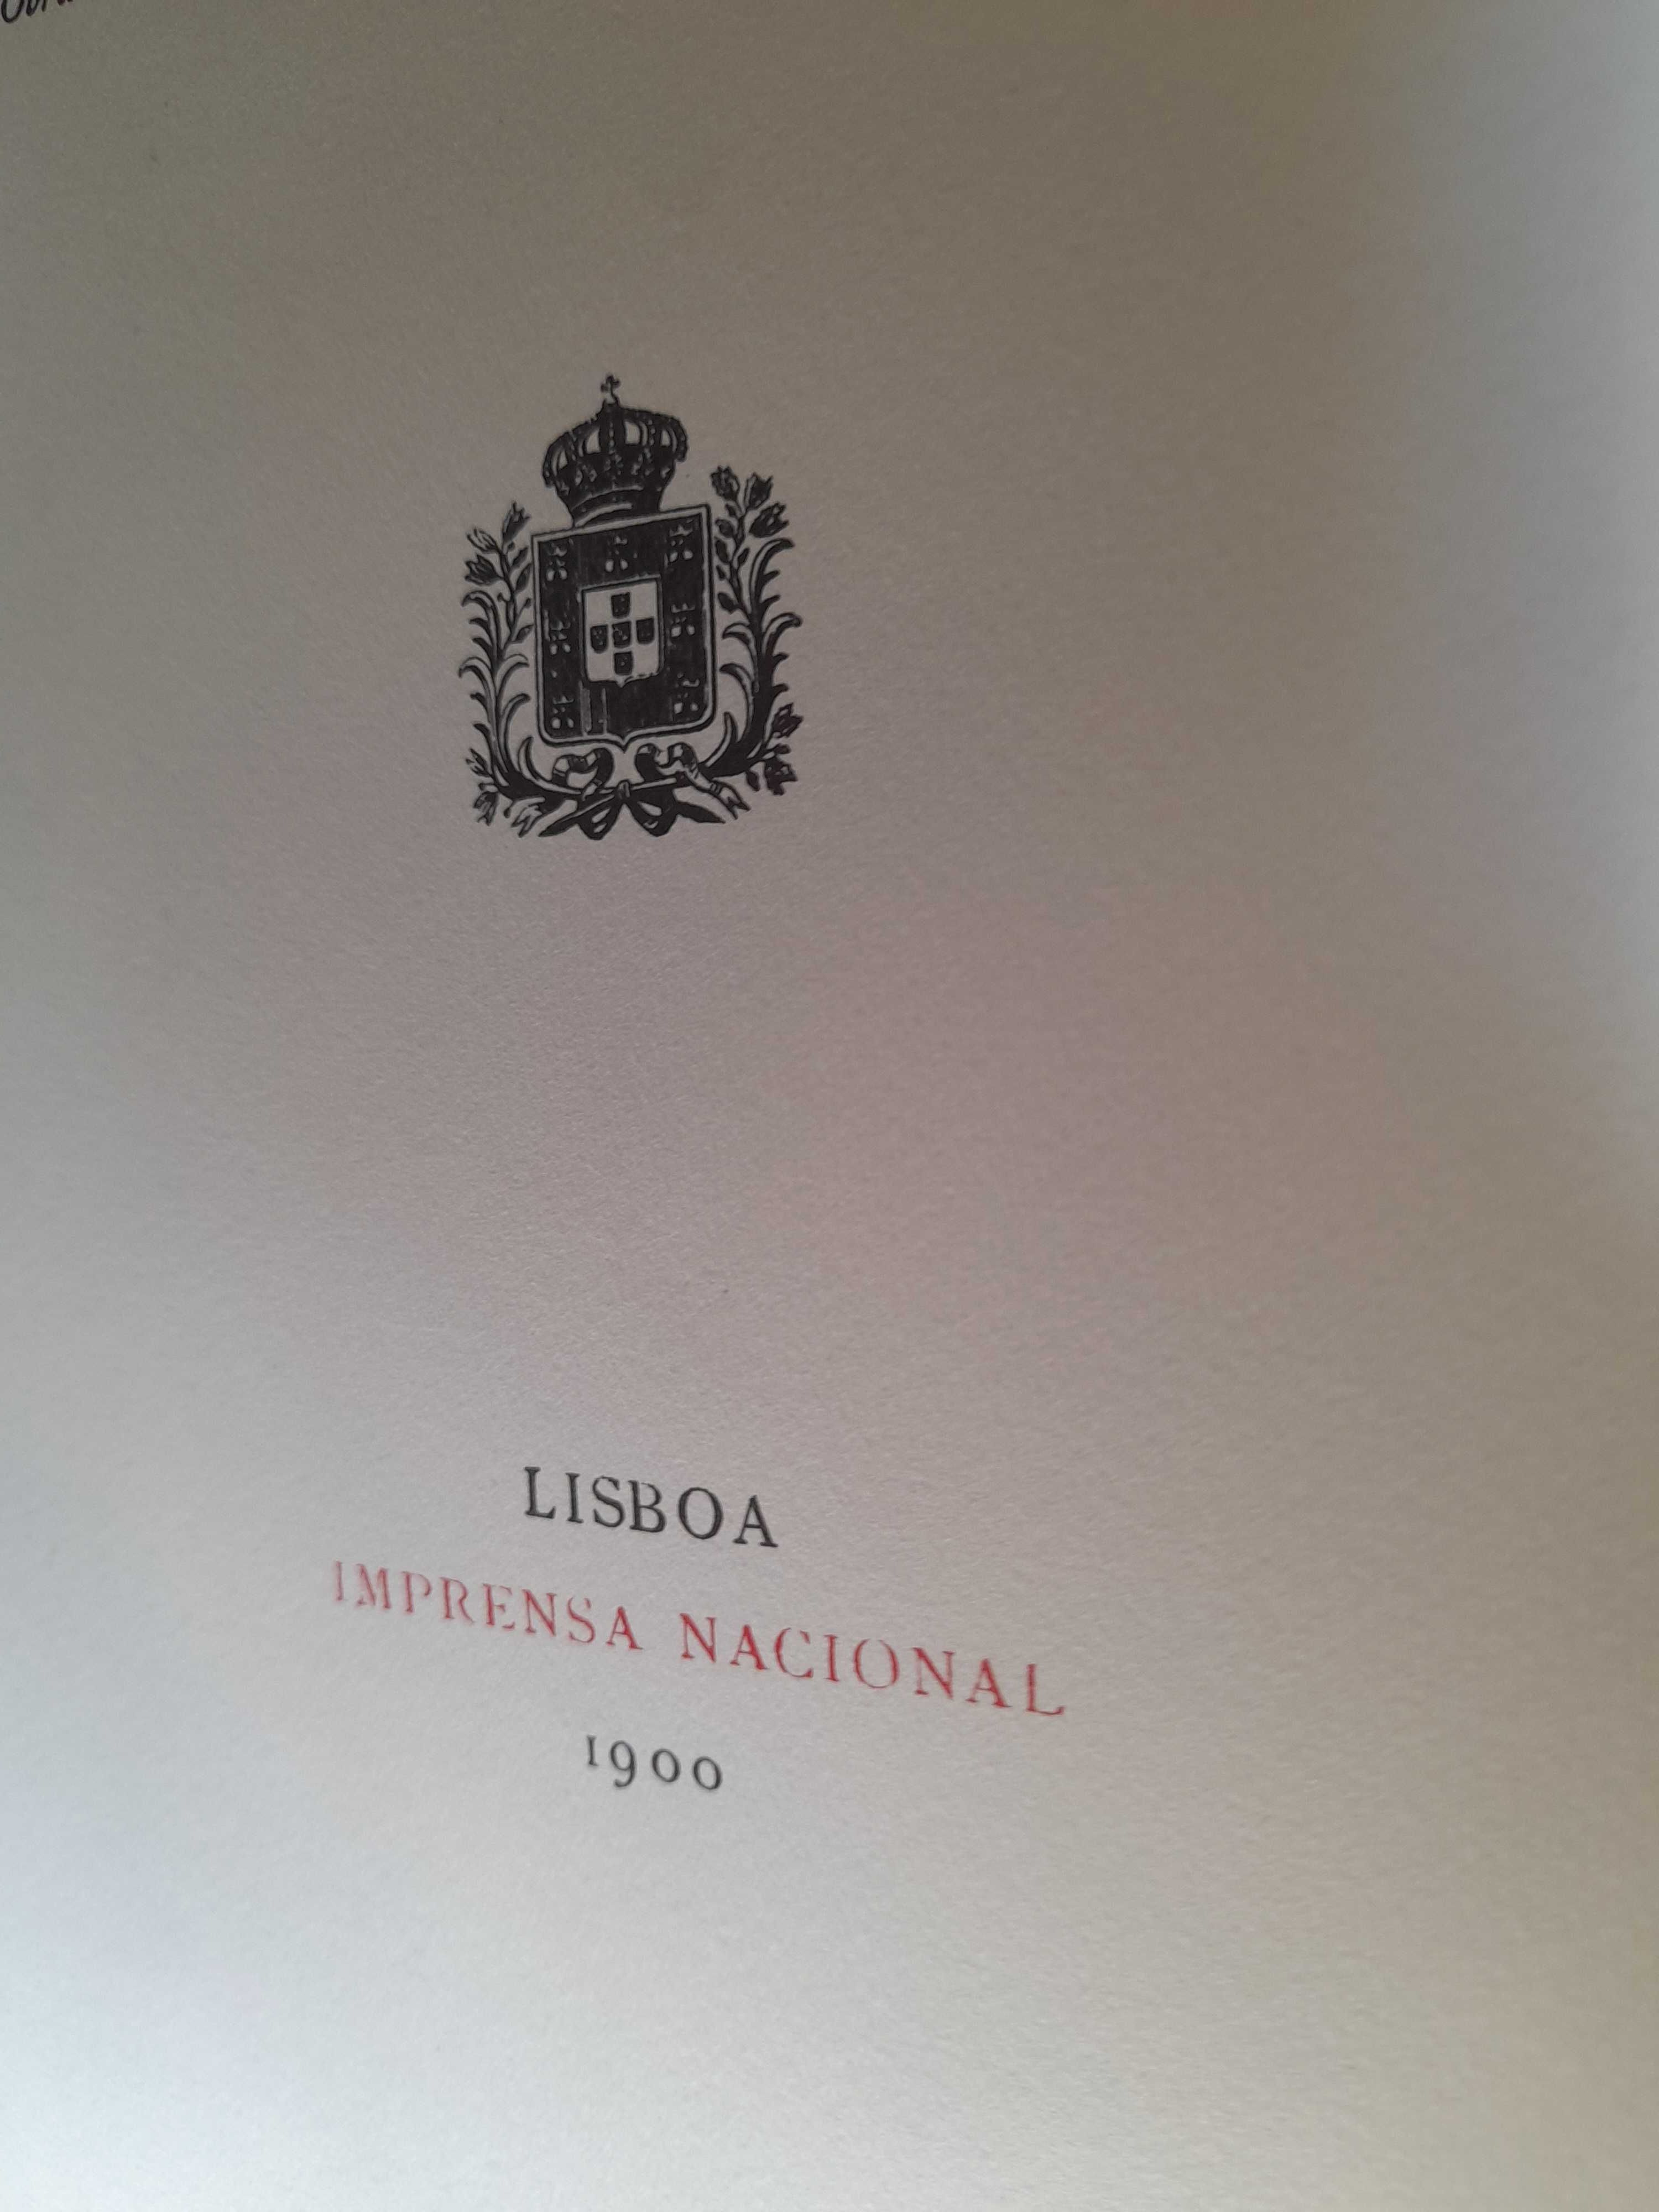 LISBOA
IMPRENSA NACIONAL
1900